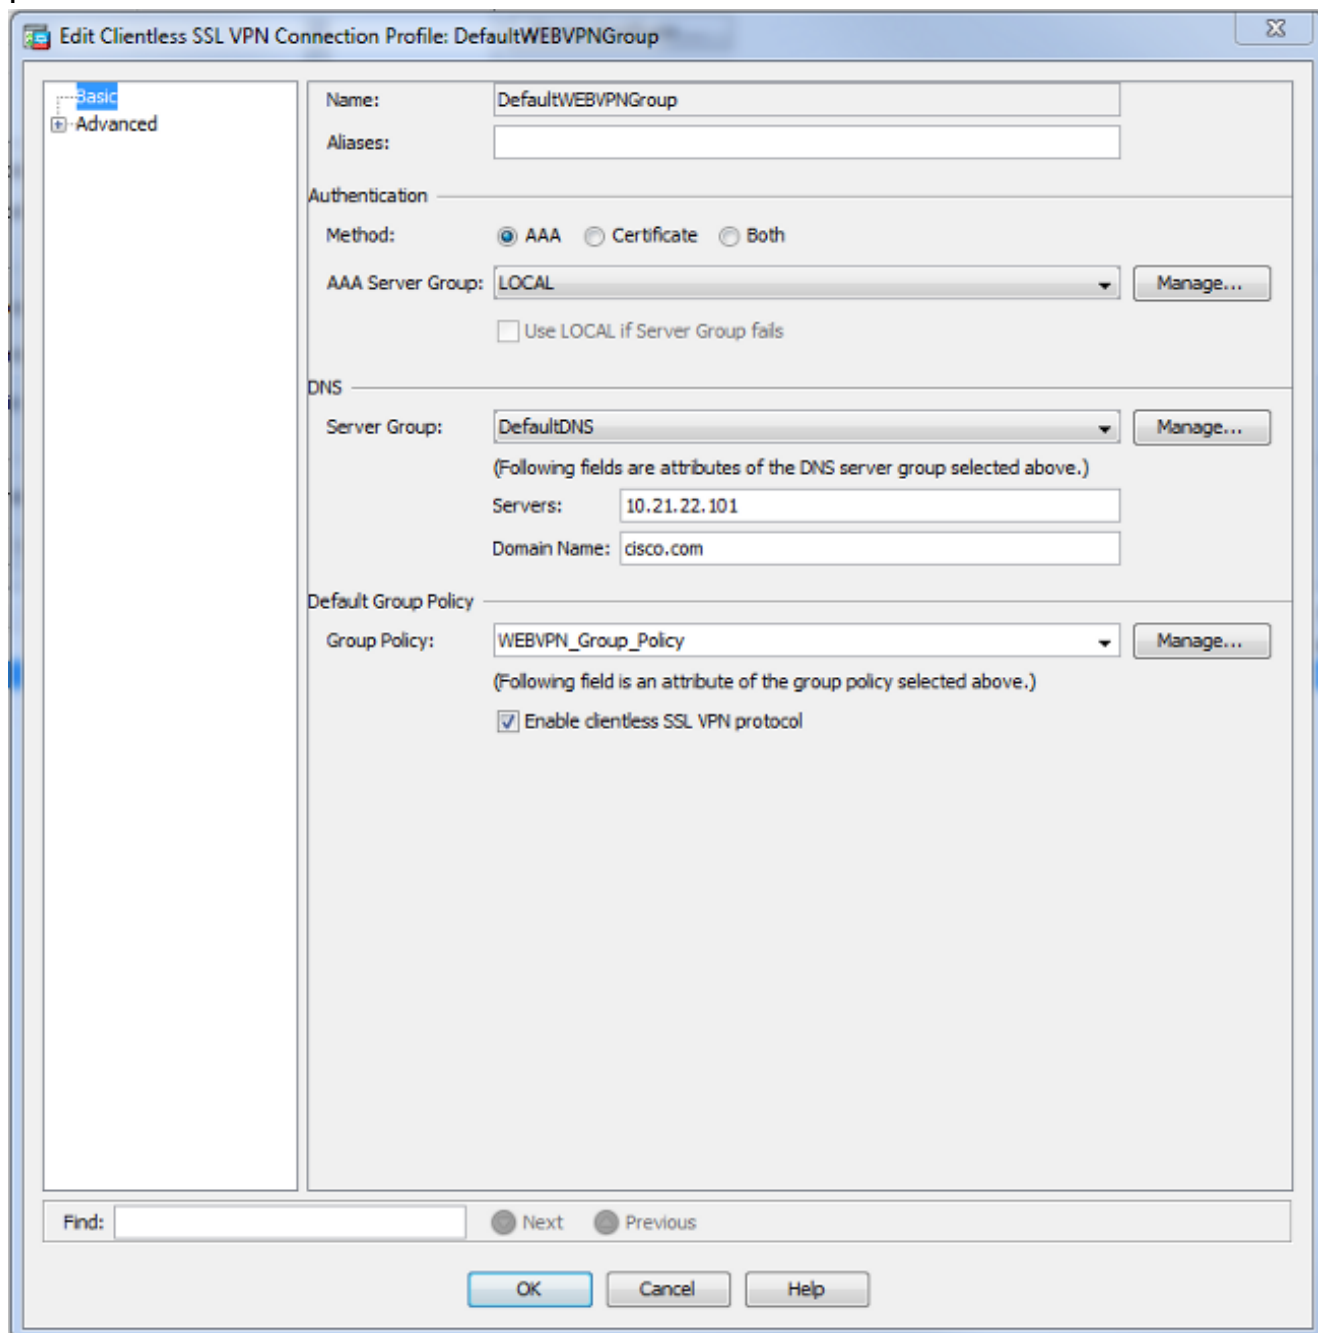 Edit Clientless SSL VPN Connection Profile: DefaultWEBVPNGroup
Basic
Advanced
Name: DefaultWEBVPNGroup
Aliases:
Authentication
Method: AAA Certificate Both
AAA Server Group: LOCAL Manage...
Use LOCAL if Server Group fails
DNS
Server Group: DefaultDNS Manage...
(Following fields are attributes of the DNS server group selected above.)
Servers: 10.21.22.101
Domain Name: cisco.com
Default Group Policy
Group Policy: WEBVPN_Group_Policy Manage...
(Following field is an attribute of the group policy selected above.)
Enable clientless SSL VPN protocol
Find: Next Previous
OK Cancel Help